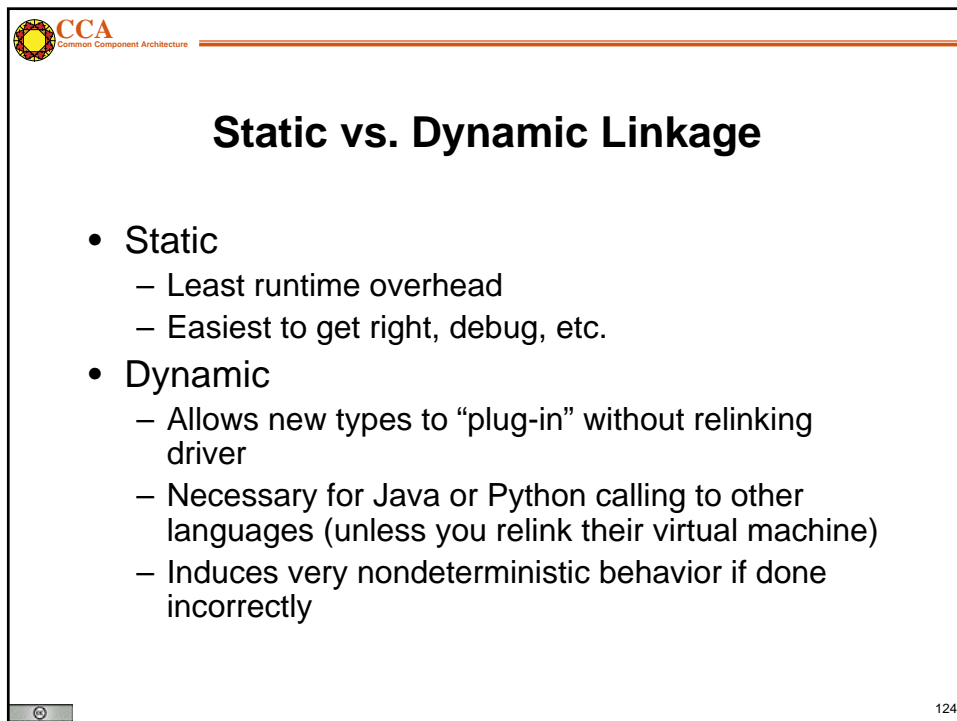 CCA
Common Component Architecture
Static vs. Dynamic Linkage
• Static
– Least runtime overhead
– Easiest to get right, debug, etc.
• Dynamic
– Allows new types to “plug-in” without relinking
driver
– Necessary for Java or Python calling to other
languages (unless you relink their virtual machine)
– Induces very nondeterministic behavior if done
incorrectly
cc
124